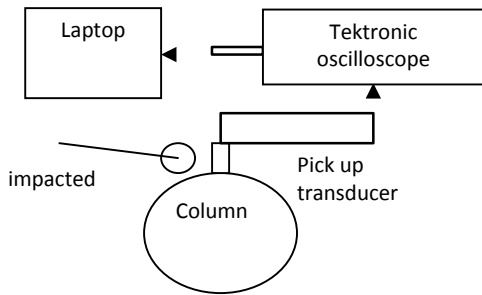 Laptop
Tektronic
oscilloscope
impacted
Pick up
transducer
Column